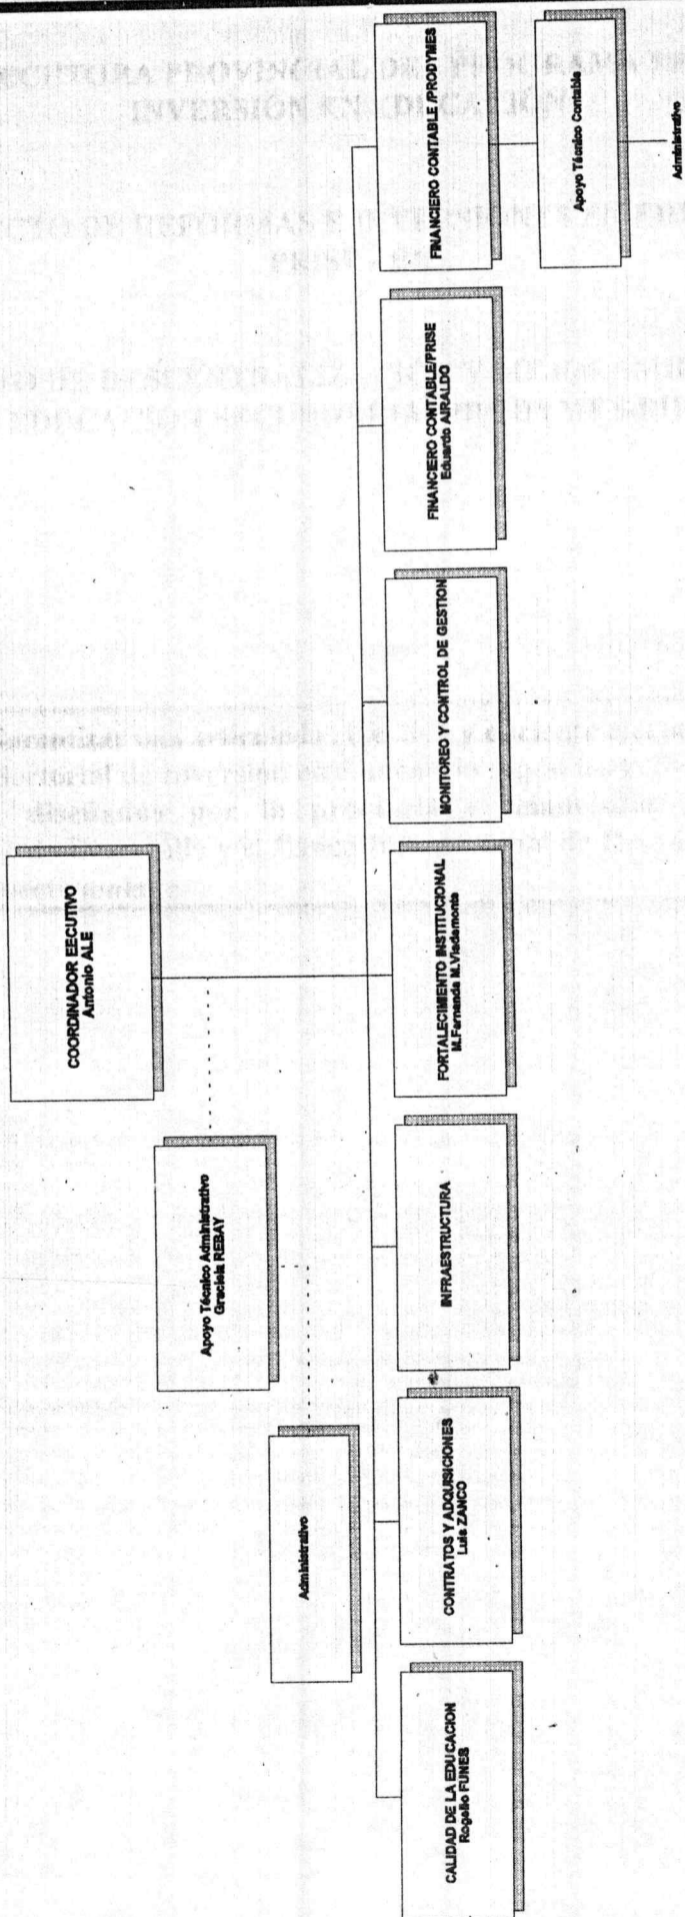 COORDINADOR EECUTIVO
Antonio ALE
Apoyo Técnico Administrativo
Graciela REBAY
Administrativo
CALIDAD DE LA EDUCACION
Rogelio FUNES
CONTRATOS Y ADQUISICIONES
Luis ZANCO
INFRAESTRUCTURA
FORTALECIMIENTO INSTITUCIONAL
M.Fernanda M.Viedamonte
MONITOREO Y CONTROL DE GESTION
FINANCIERO CONTABLE/PRISE
Eduardo AIRALDO
FINANCIERO CONTABLE /PRODYMES
Apoyo Técnico Contable
Administrativo